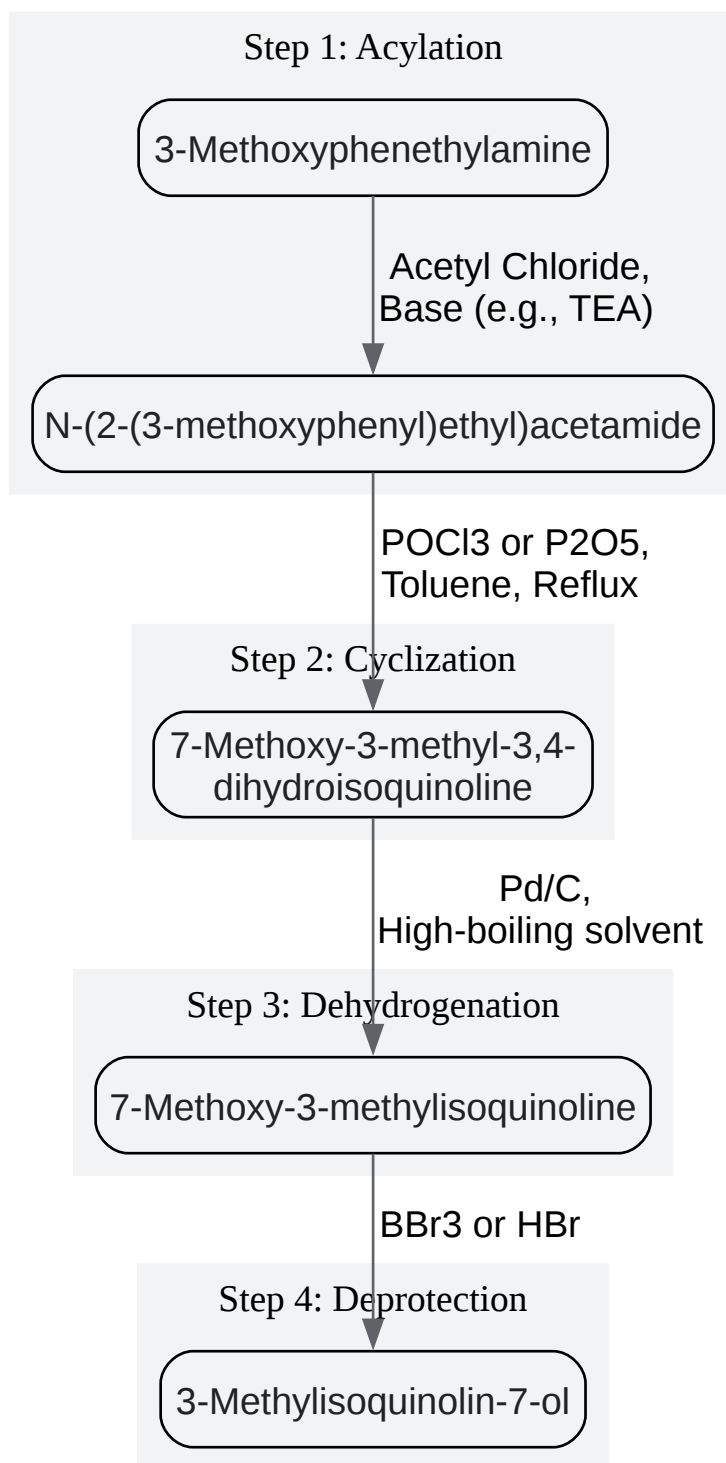 Step 1: Acylation
3-Methoxyphenethylamine
Acetyl Chloride,
Base (e.g., TEA)
N-(2-(3-methoxyphenyl)ethyl)acetamide
POCl3 or P2O5,
Toluene, Reflux
Step 2: Cyclization
7-Methoxy-3-methyl-3,4-
dihydroisoquinoline
Pd/C,
High-boiling solvent
Step 3: Dehydrogenation
7-Methoxy-3-methylisoquinoline
BBr3 or HBr
Step 4: Deprotection
3-Methylisoquinolin-7-ol